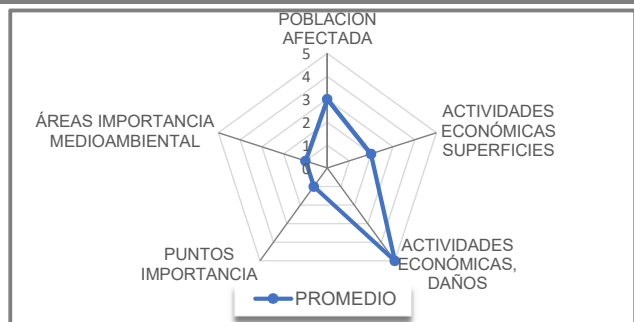 POBLACION
AFECTADA
5
4
3
2
1
0
ACTIVIDADES
ECONÓMICAS
SUPERFICIES
ACTIVIDADES
ECONÓMICAS,
DAÑOS
PUNTOS
IMPORTANCIA
ÁREAS IMPORTANCIA
MEDIOAMBIENTAL
PROMEDIO